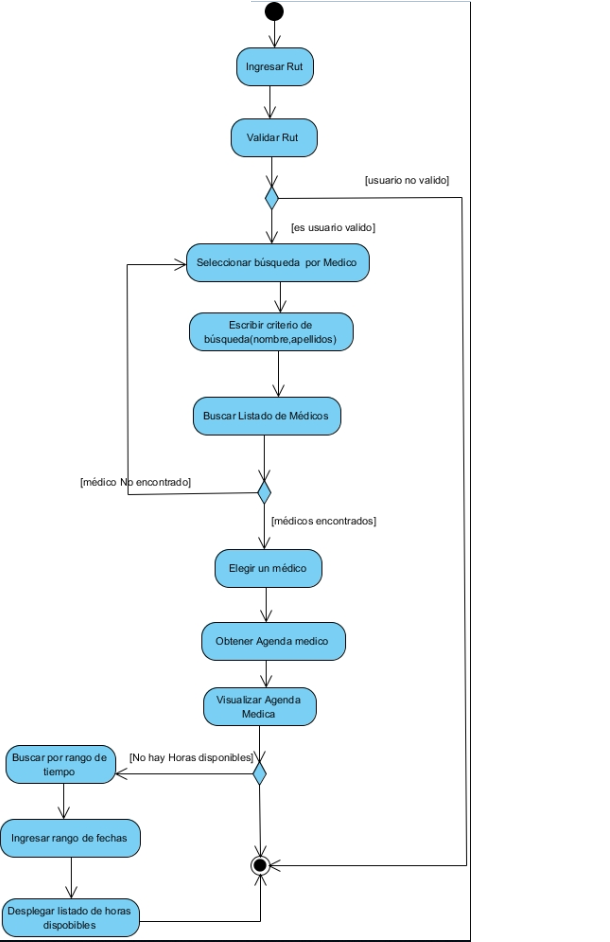 Ingresar Rut
Validar Rut
[usuario no valido]
[es usuario valido]
Seleccionar búsqueda  por Medico
Escribir criterio de
búsqueda(nombre,apellidos)
Buscar Listado de Médicos
[médico No encontrado]
[médicos encontrados]
Elegir un médico
Obtener Agenda medico
Visualizar Agenda
Medica
[No hay Horas disponibles]
Buscar por rango de
tiempo
Ingresar rango de fechas
Desplegar listado de horas
dispobibles